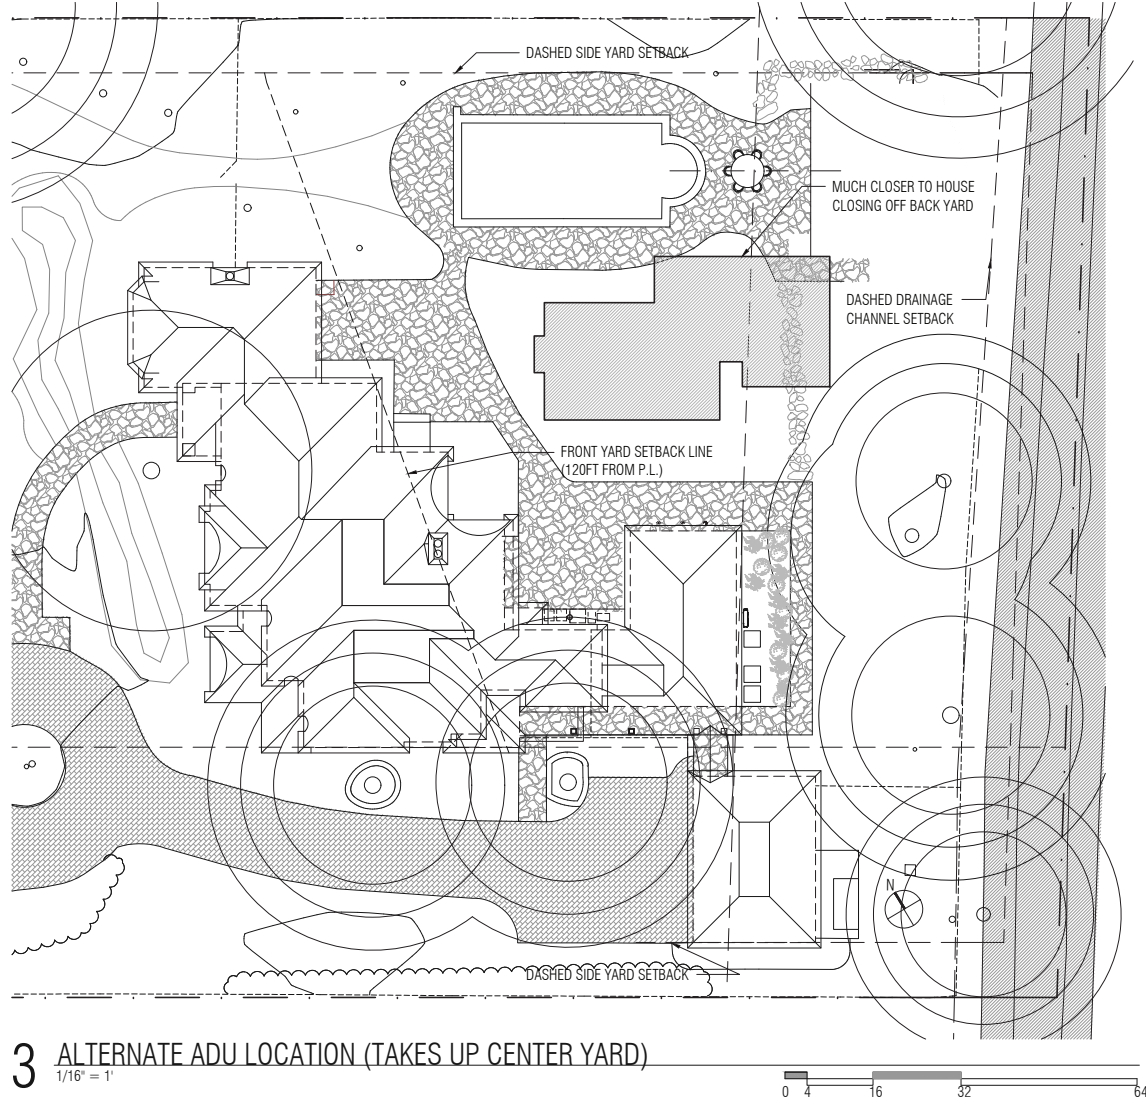 DASHED SIDE YARD SETBACK
MUCH CLOSER TO HOUSE
CLOSING OFF BACK YARD
DASHED DRAINAGE
CHANNEL SETBACK
FRONT YARD SETBACK LINE
(120FT FROM P.L.)
N
DASHED SIDE YARD SETBACK
3 ALTERNATE ADU LOCATION (TAKES UP CENTER YARD)
1/16" = 1'
0 4 16 32 64